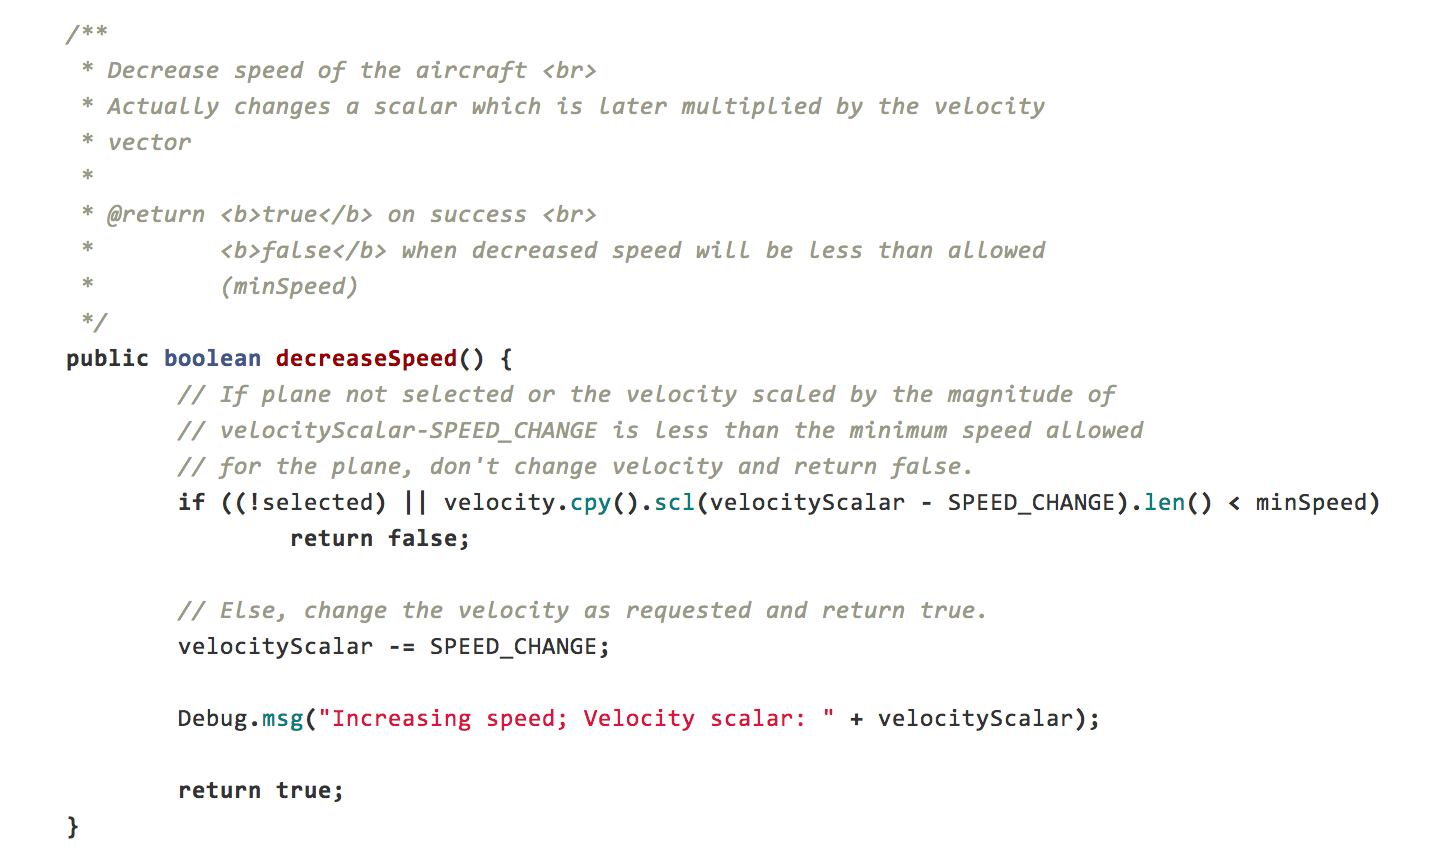 /**
 * Decrease speed of the aircraft <br>
 * Actually changes a scalar which is later multiplied by the velocity
 * vector
 *
 * @return <b>true</b> on success <br>
 *         <b>false</b> when decreased speed will be less than allowed
 *         (minSpeed)
 */
public boolean decreaseSpeed() {
        // If plane not selected or the velocity scaled by the magnitude of
        // velocityScalar-SPEED_CHANGE is less than the minimum speed allowed
        // for the plane, don't change velocity and return false.
        if ((!selected) || velocity.cpy().scl(velocityScalar - SPEED_CHANGE).len() < minSpeed)
                return false;

        // Else, change the velocity as requested and return true.
        velocityScalar -= SPEED_CHANGE;

        Debug.msg("Increasing speed; Velocity scalar: " + velocityScalar);

        return true;
}